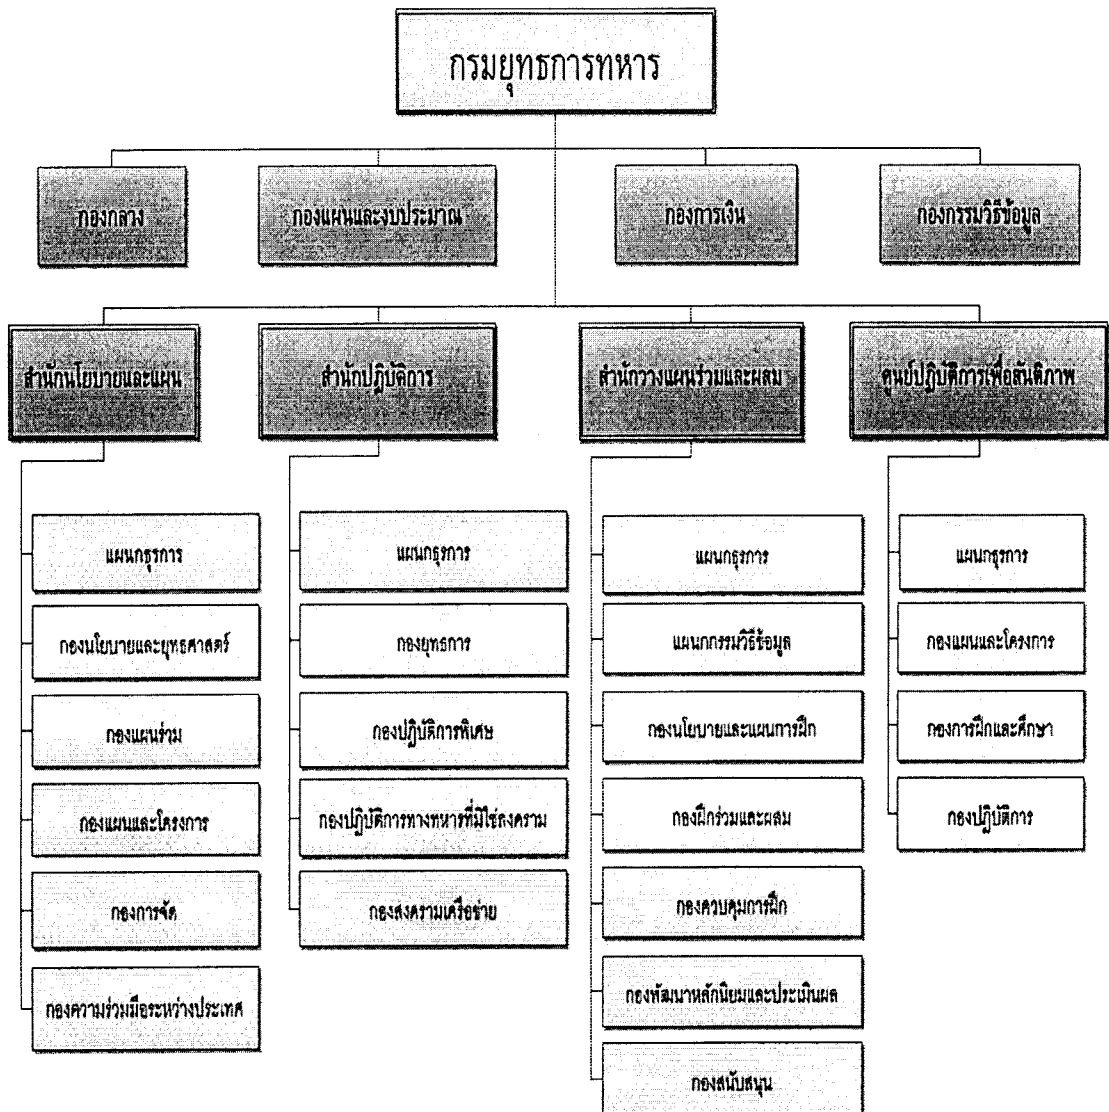 กรมยุทธการทหาร
กองกลาง
กองแผนและงบประมาณ
กองการเงิน
กองกรรมวิธีข้อมูล
สำนักนโยบายและแผน
สำนักปฏิบัติการ
สำนักวางแผนร่วมและผสม
ศูนย์ปฏิบัติการเพื่อสันติภาพ
แผนกธุรการ
กองนโยบายและยุทธศาสตร์
กองแผนร่วม
กองแผนและโครงการ
กองการจัด
กองความร่วมมือระหว่างประเทศ
แผนกธุรการ
กองยุทธการ
กองปฏิบัติการพิเศษ
กองปฏิบัติการทางทหารที่มิใช่สงคราม
กองสงครามเครือข่าย
แผนกธุรการ
แผนกกรรมวิธีข้อมูล
กองนโยบายและแผนการฝึก
กองฝึกร่วมและผสม
กองควบคุมการฝึก
กองพัฒนาหลักนิยมและประเมินผล
กองสนับสนุน
แผนกธุรการ
กองแผนและโครงการ
กองการฝึกและศึกษา
กองปฏิบัติการ